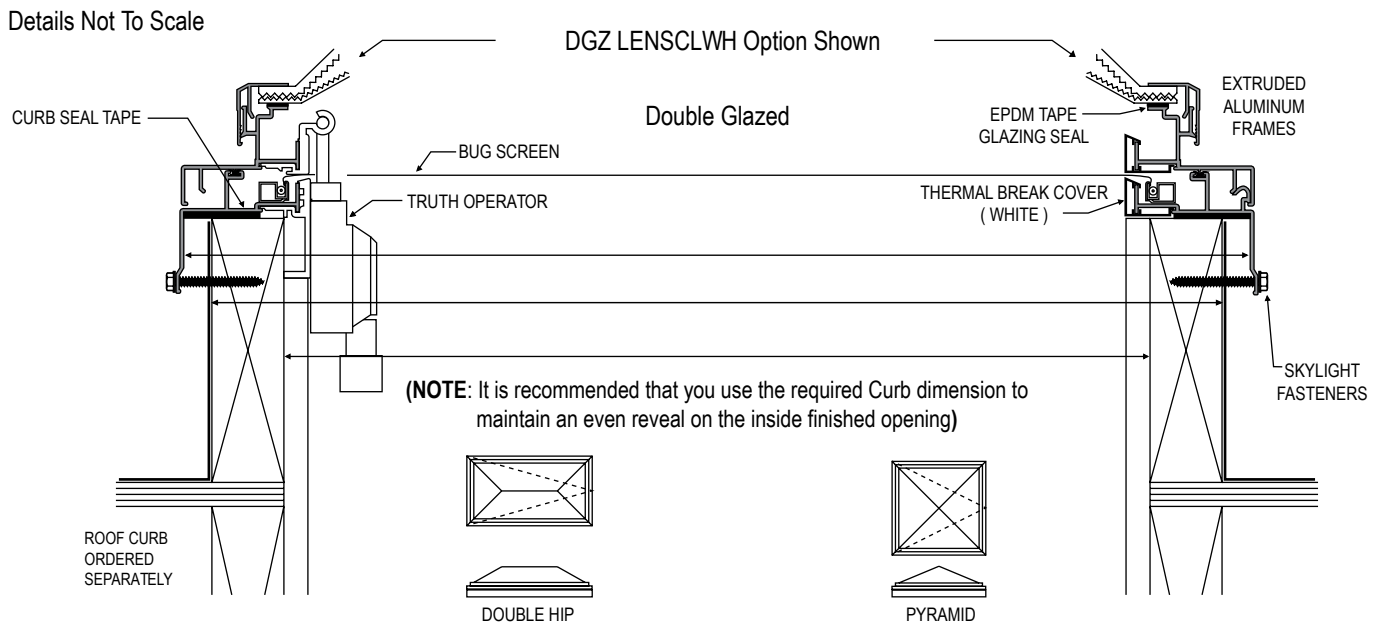 Details Not To Scale
DGZ LENSCLWH Option Shown
Double Glazed
CURB SEAL TAPE
BUG SCREEN
TRUTH OPERATOR
EPDM TAPE
GLAZING SEAL
EXTRUDED
ALUMINUM
FRAMES
THERMAL BREAK COVER
( WHITE )
SKYLIGHT
FASTENERS
(NOTE: It is recommended that you use the required Curb dimension to
maintain an even reveal on the inside finished opening)
ROOF CURB
ORDERED
SEPARATELY
DOUBLE HIP
PYRAMID